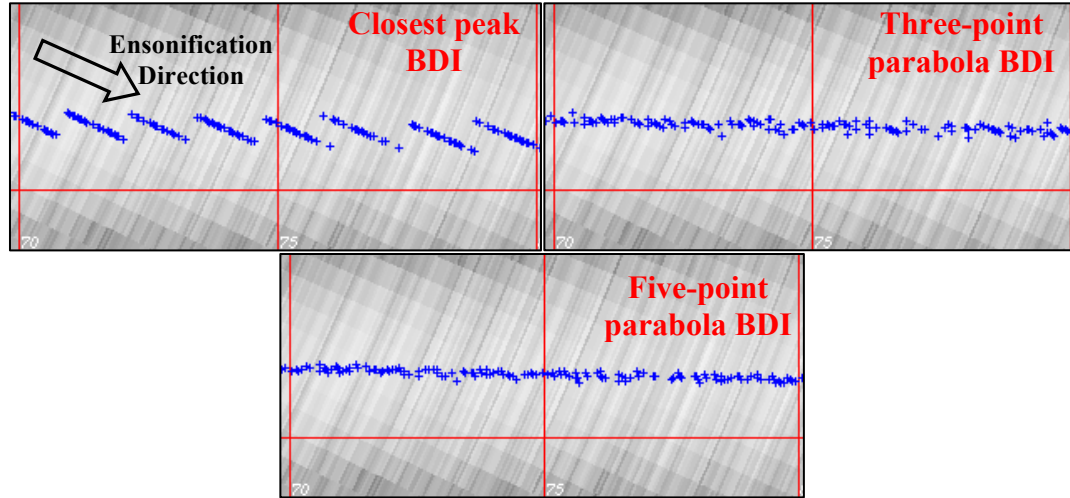 Ensonification
Direction
Closest peak
BDI
70
75
Three-point
parabola BDI
70
75
Five-point
parabola BDI
70
75